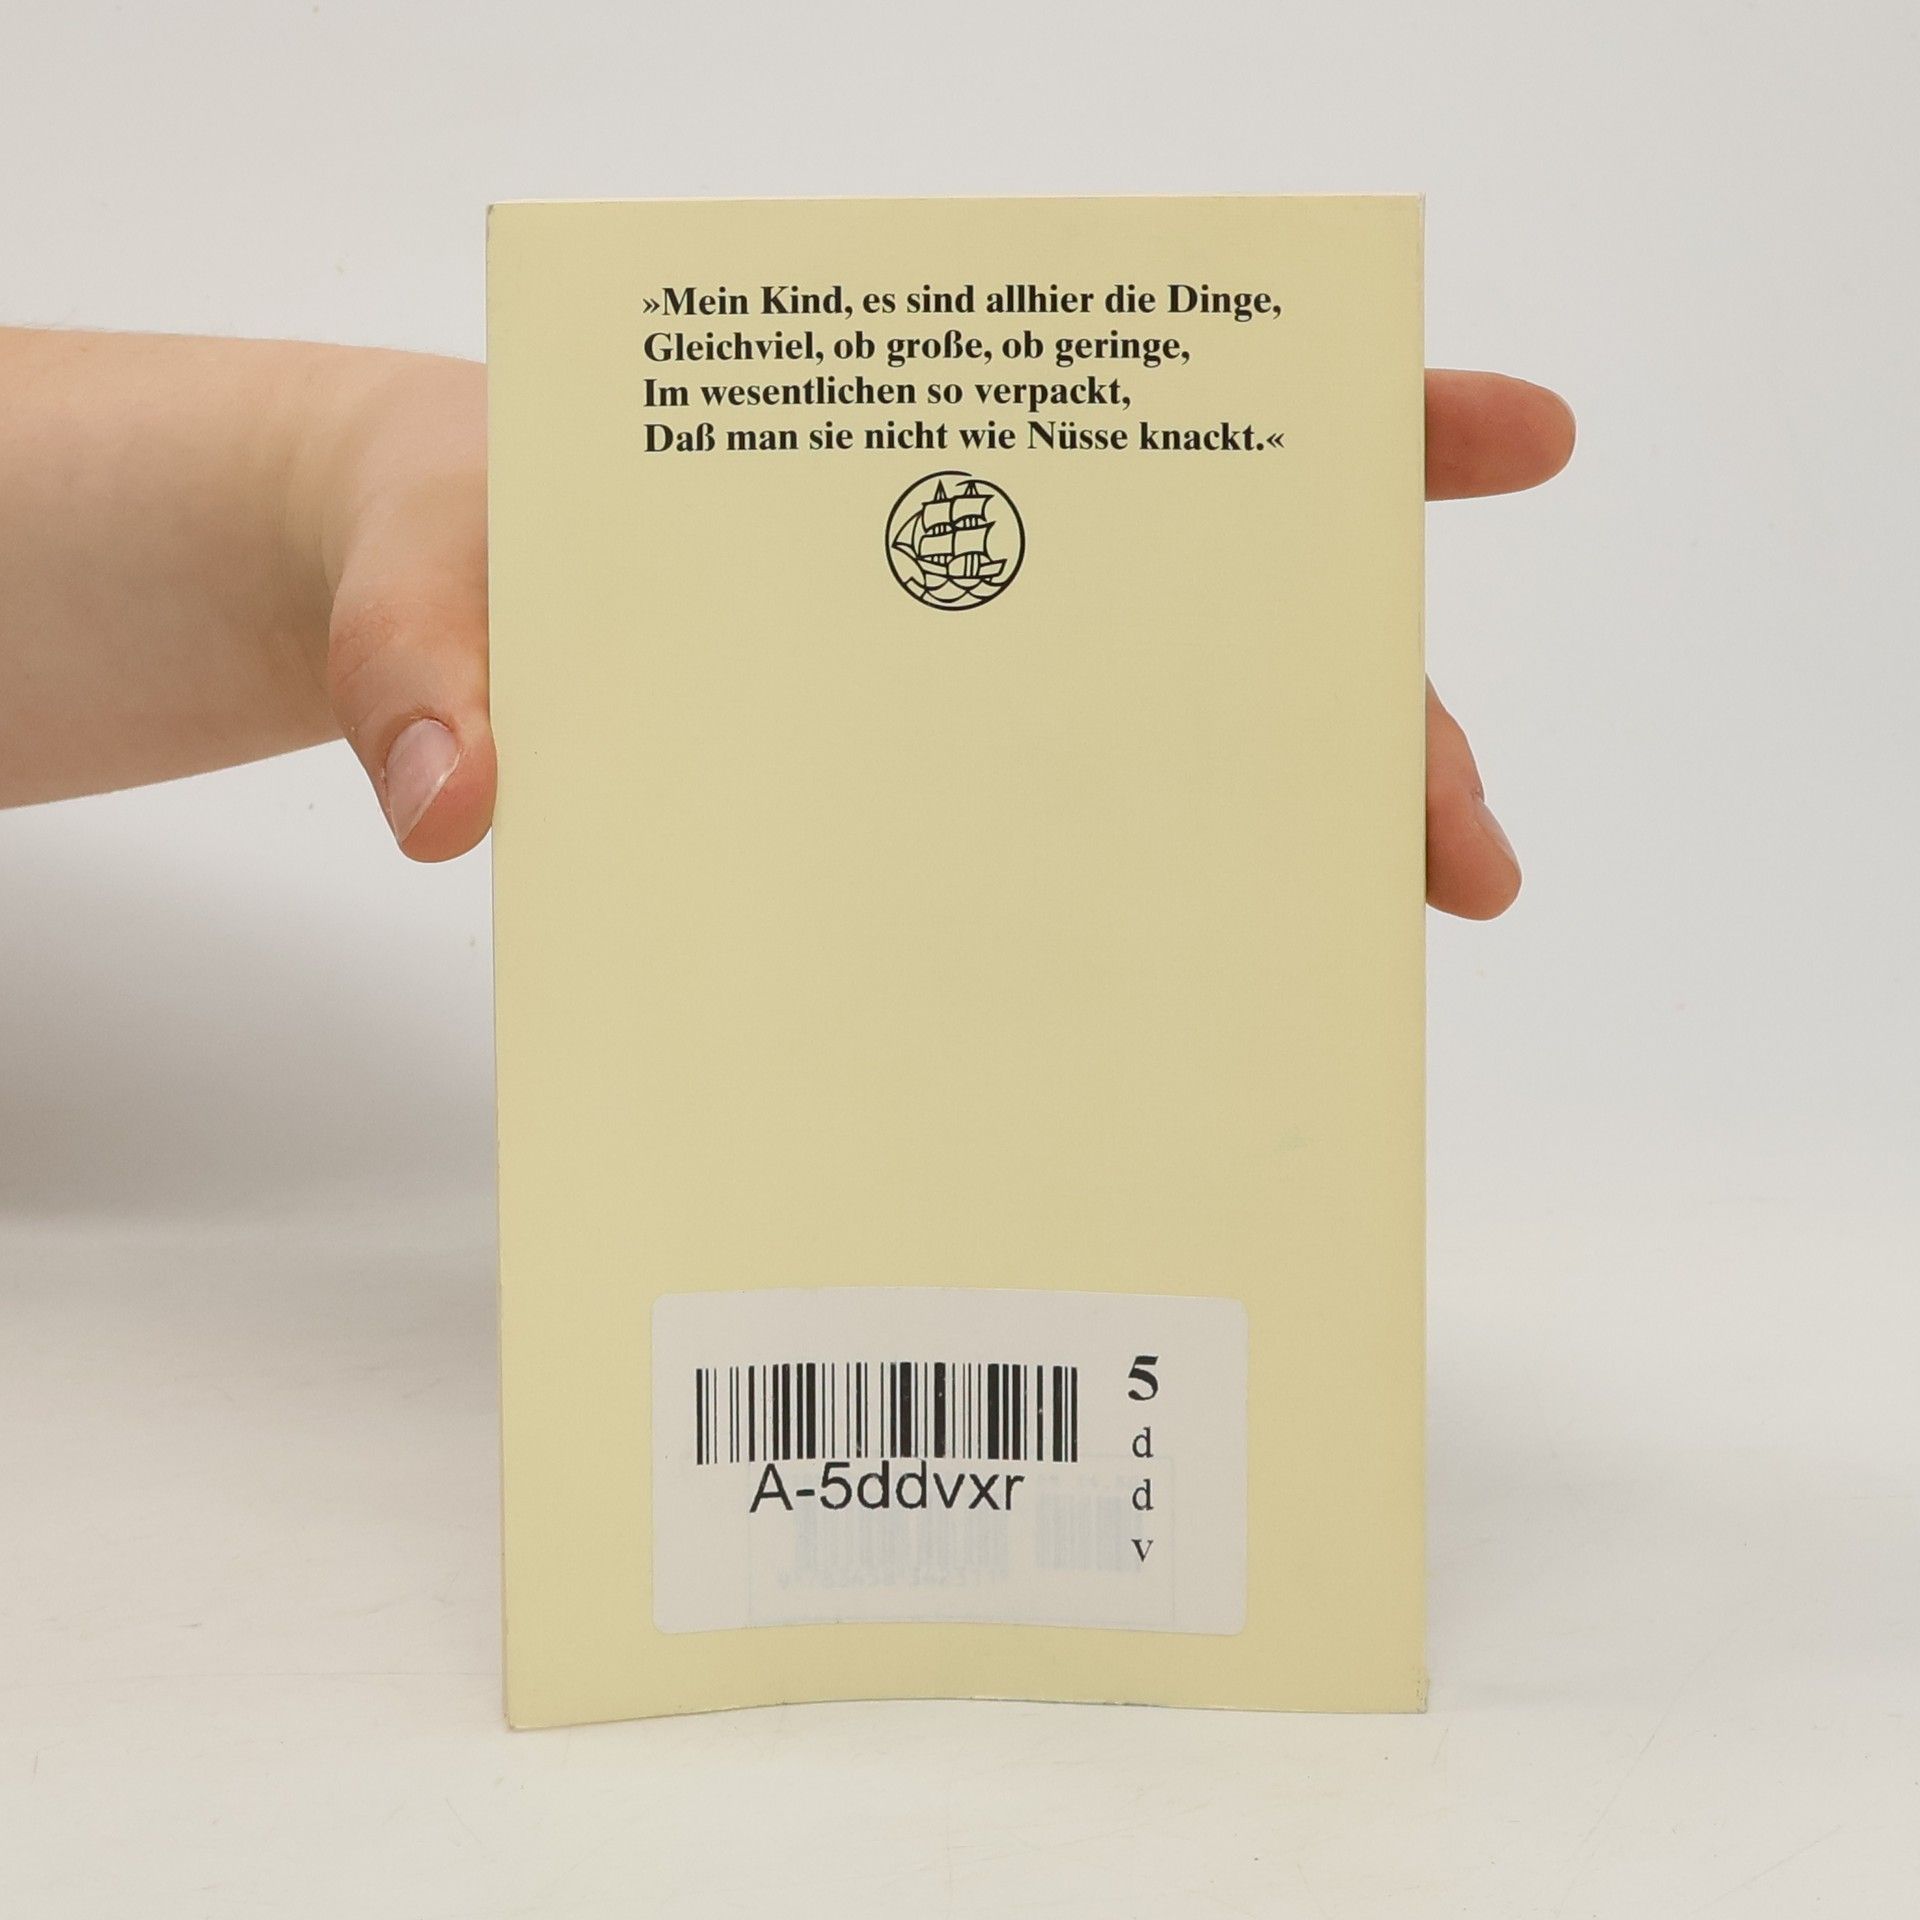 »Mein Kind, es sind allhier die Dinge,
Gleichviel, ob große, ob geringe,
Im wesentlichen so verpackt,
Daß man sie nicht wie Nüsse knackt.«
A-5ddvxr
5
d
d
v